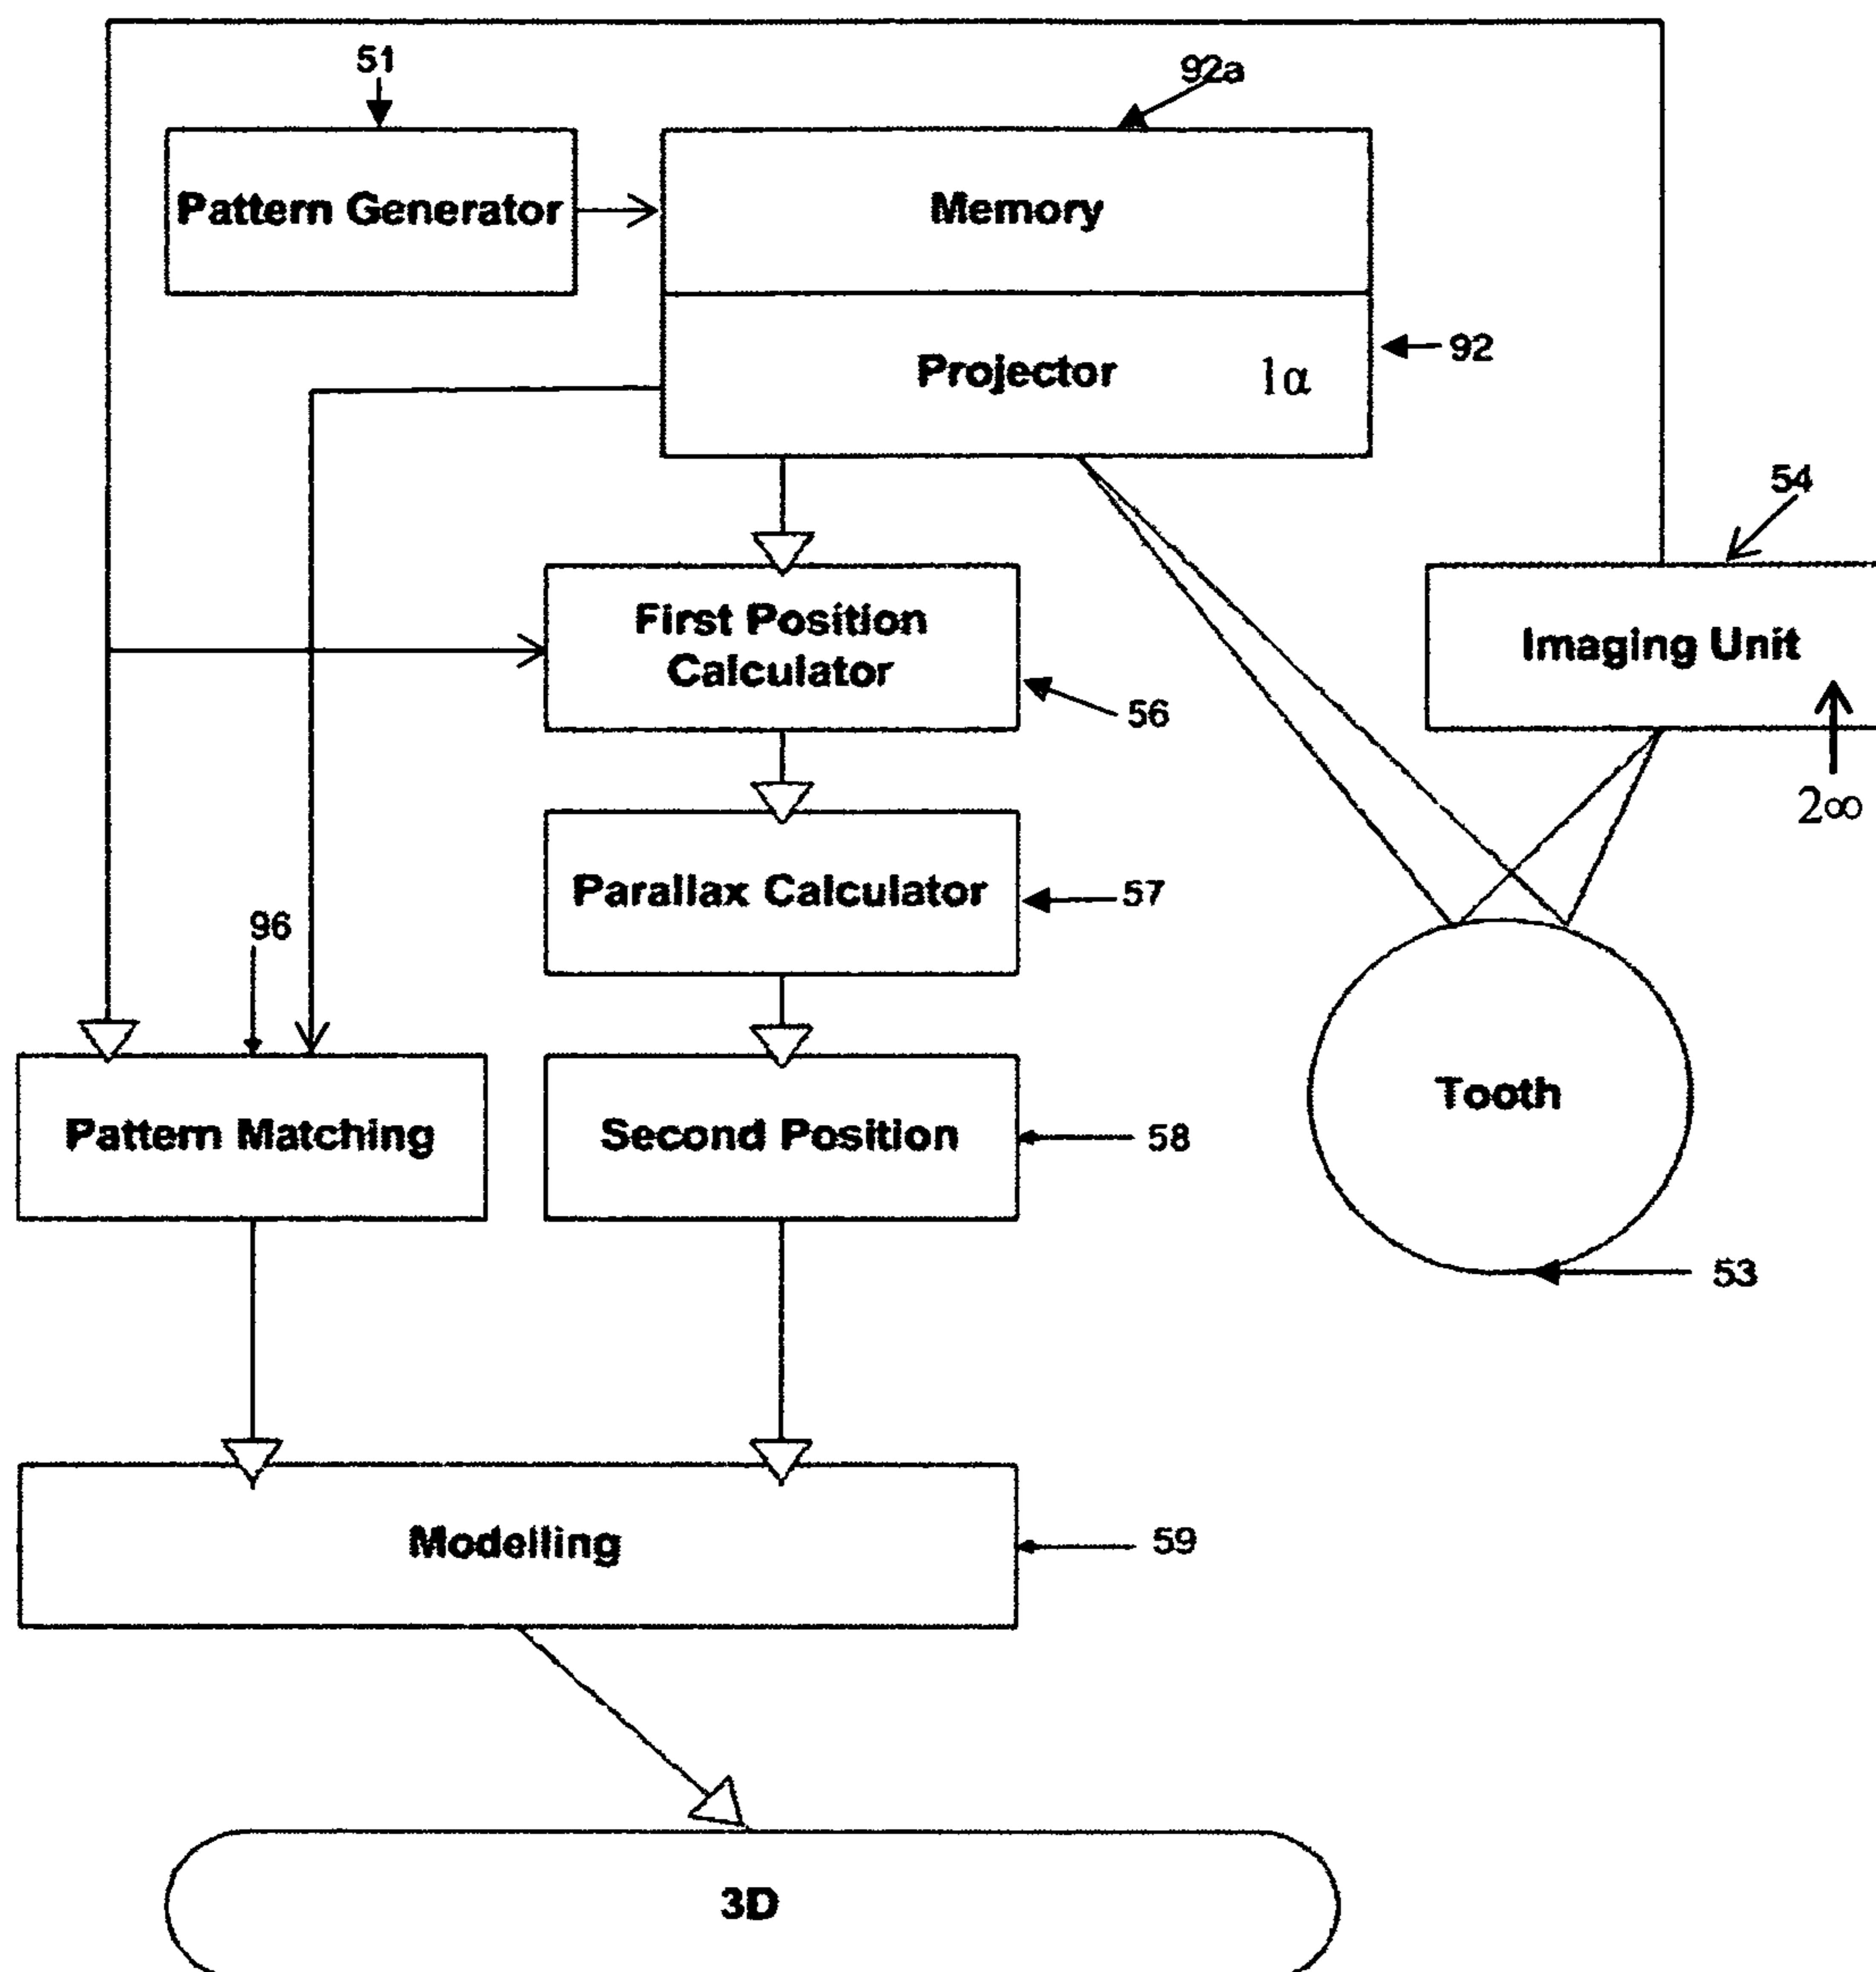 51
92a
Pattern Generator
Memory
Projector
1α
92
54
First Position
Calculator
Imaging Unit
56
2∞
Parallax Calculator
57
96
Tooth
Pattern Matching
Second Position
58
53
Modelling
59
3D